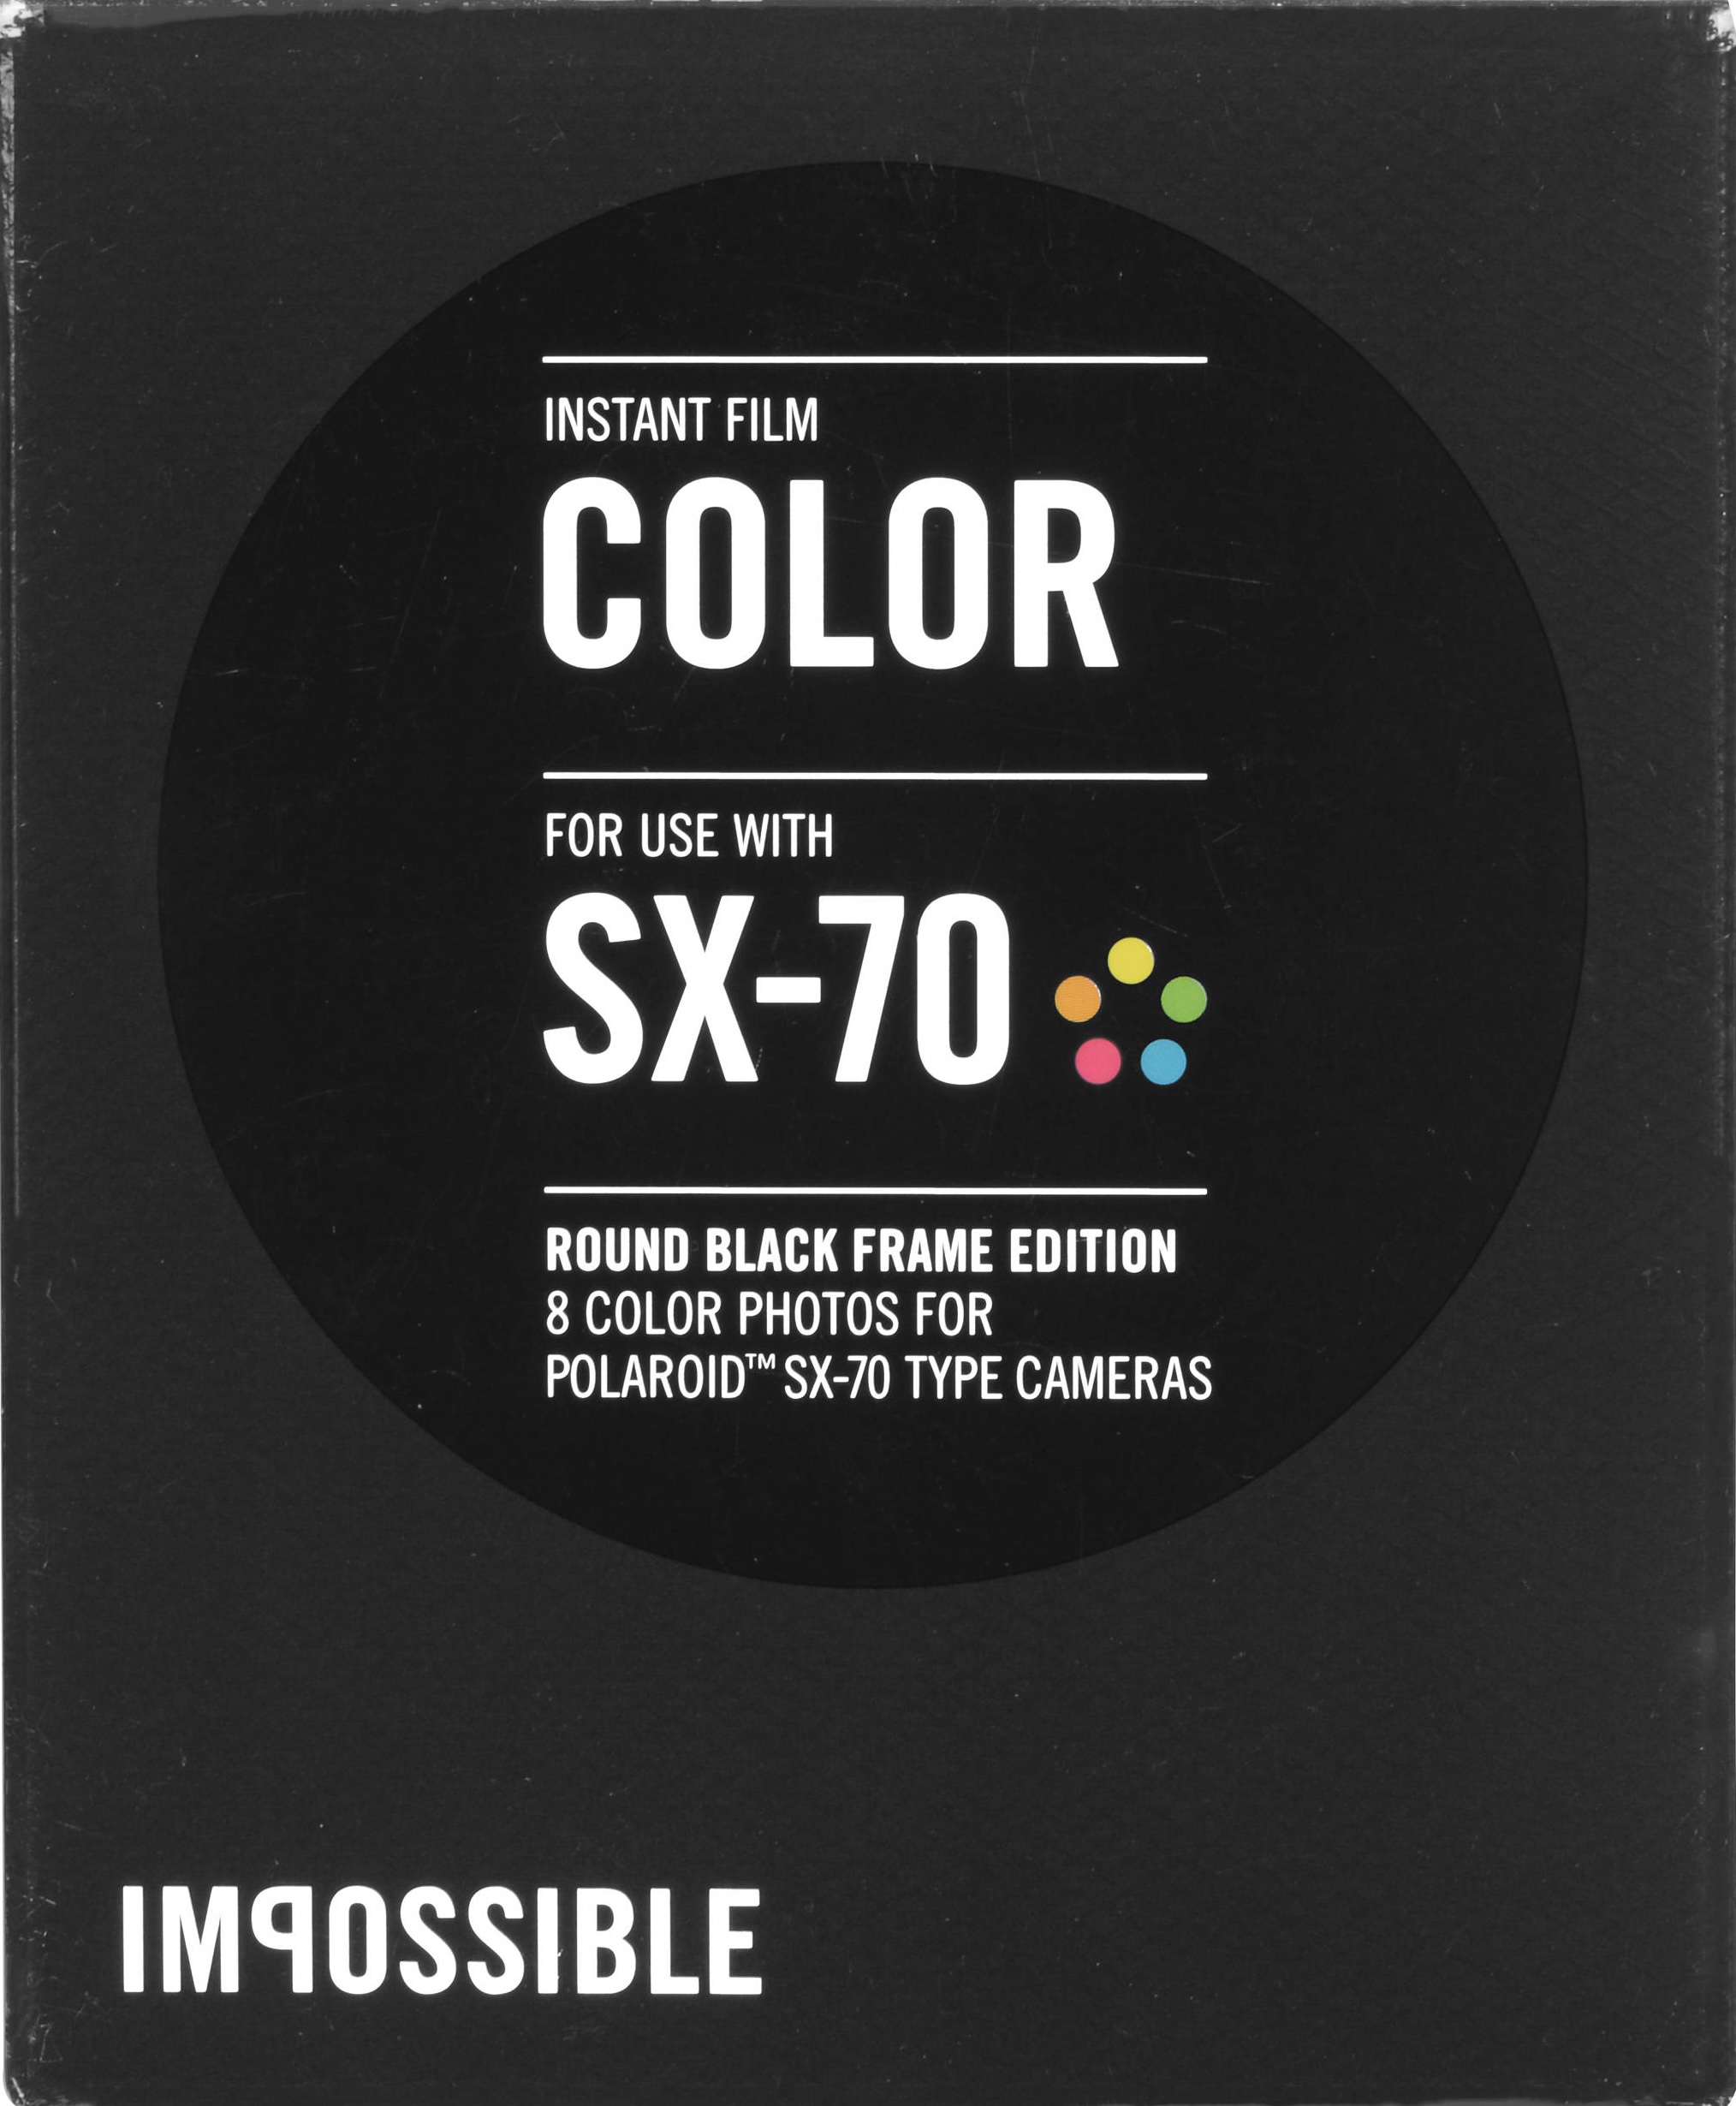 INSTANT FILM
COLOR
FOR USE WITH
SX-70
ROUND BLACK FRAME EDITION
8 COLOR PHOTOS FOR
POLAROID™ SX-70 TYPE CAMERAS
IMPOSSIBLE